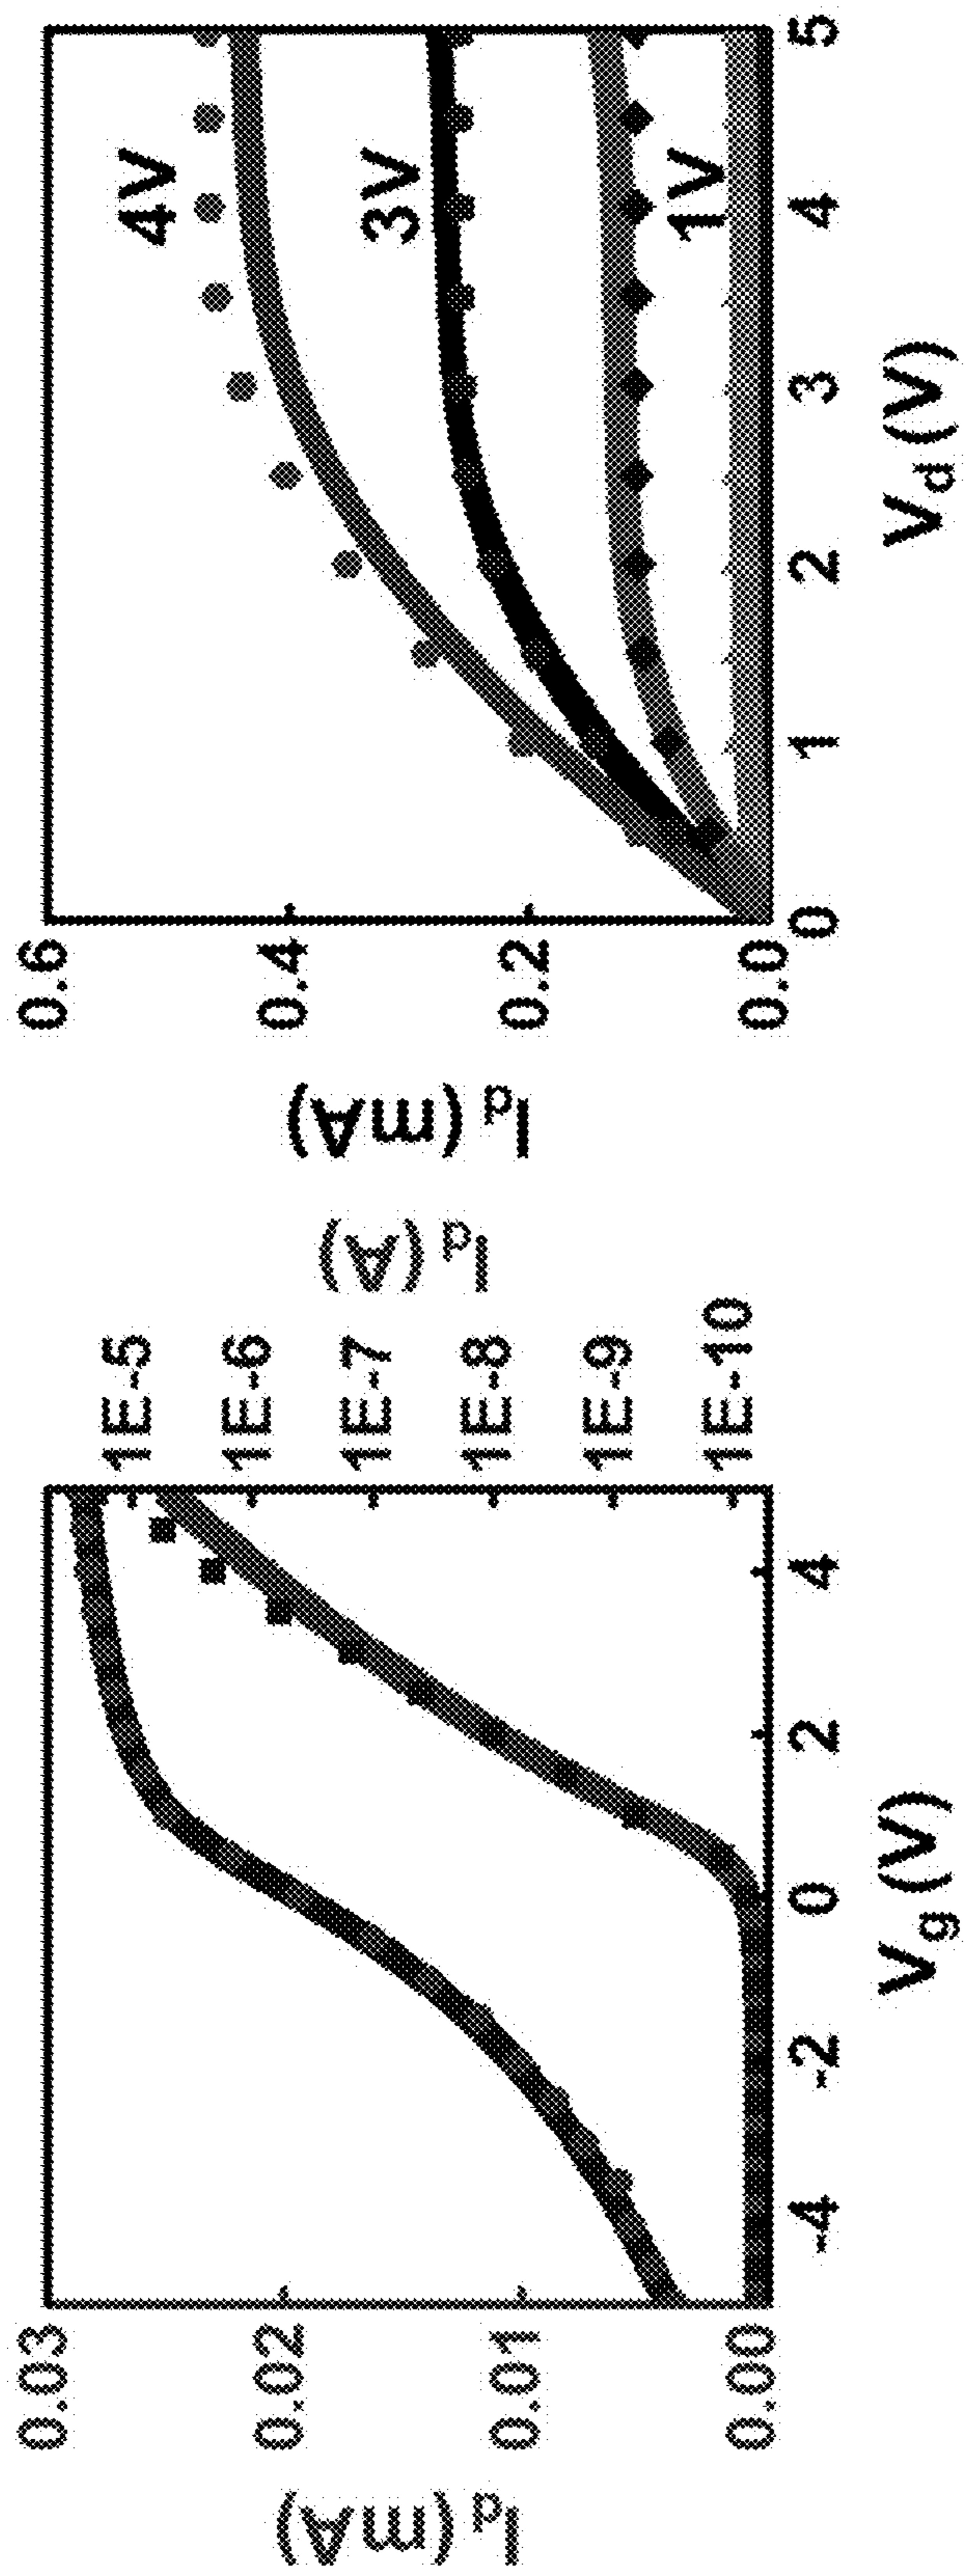 I_d (mA)
0.03
0.02
0.01
0.00
-4
-2
0
2
4
V_g (V)
1E-5
1E-6
1E-7
1E-8
1E-9
1E-10
I_d (A)
I_d (mA)
0.6
0.4
0.2
0.0
0
1
2
3
4
5
V_d (V)
4V
3V
1V